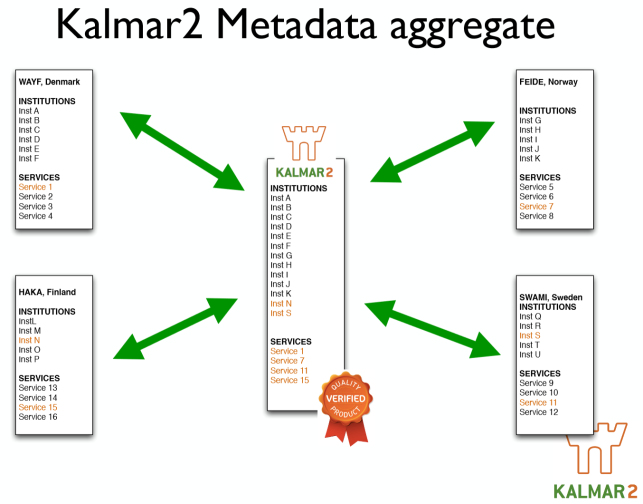 Kalmar2 Metadata aggregate
WAYF, Denmark
INSTITUTIONS
Inst A
Inst B
Inst C
Inst D
Inst E
Inst F
SERVICES
Service 1
Service 2
Service 3
Service 4
HAKA, Finland
INSTITUTIONS
InstL
Inst M
Inst N
Inst O
Inst P
SERVICES
Service 13
Service 14
Service 15
Service 16
KALMAR 2
INSTITUTIONS
Inst A
Inst B
Inst C
Inst D
Inst E
Inst F
Inst G
Inst H
Inst I
Inst J
Inst K
Inst N
Inst S
SERVICES
Service 1
Service 7
Service 11
Service 15
QUALITY
VERIFIED
PRODUCT
FEIDE, Norway
INSTITUTIONS
Inst G
Inst H
Inst I
Inst J
Inst K
SERVICES
Service 5
Service 6
Service 7
Service 8
SWAMI, Sweden
INSTITUTIONS
Inst Q
Inst R
Inst S
Inst T
Inst U
SERVICES
Service 9
Service 10
Service 11
Service 12
KALMAR 2